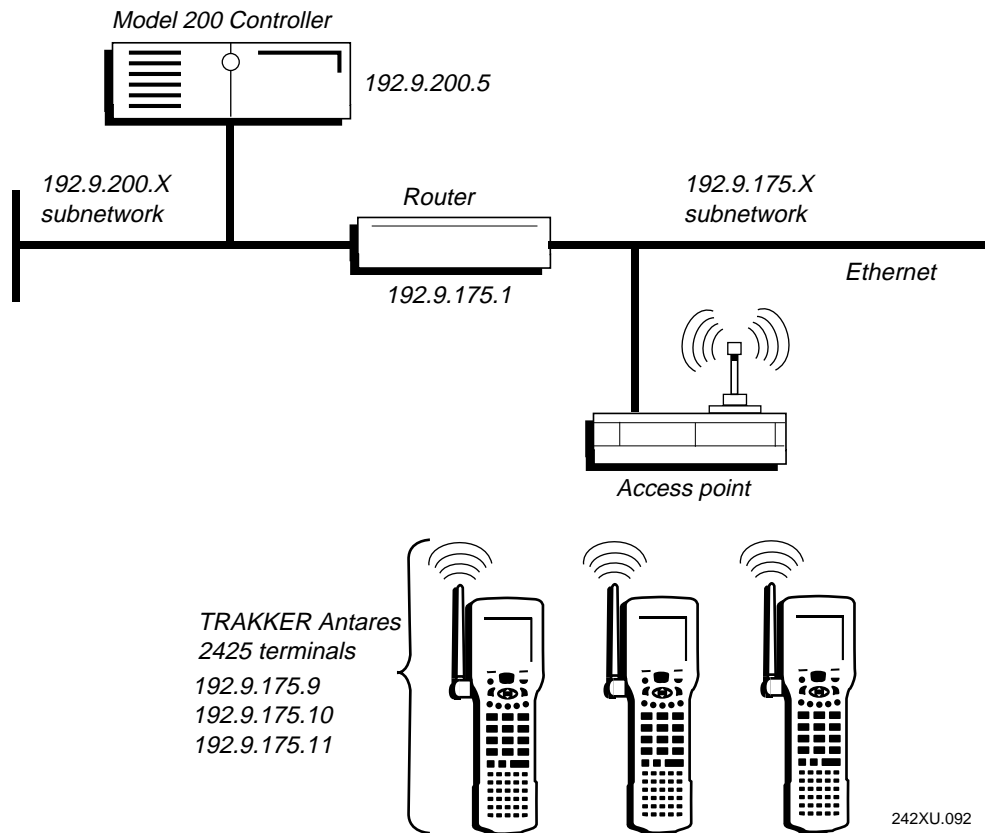 Model 200 Controller
192.9.200.5
192.9.200.X
subnetwork
Router
192.9.175.X
subnetwork
Ethernet
192.9.175.1
Access point
TRAKKER Antares
2425 terminals
192.9.175.9
192.9.175.10
192.9.175.11
242XU.092